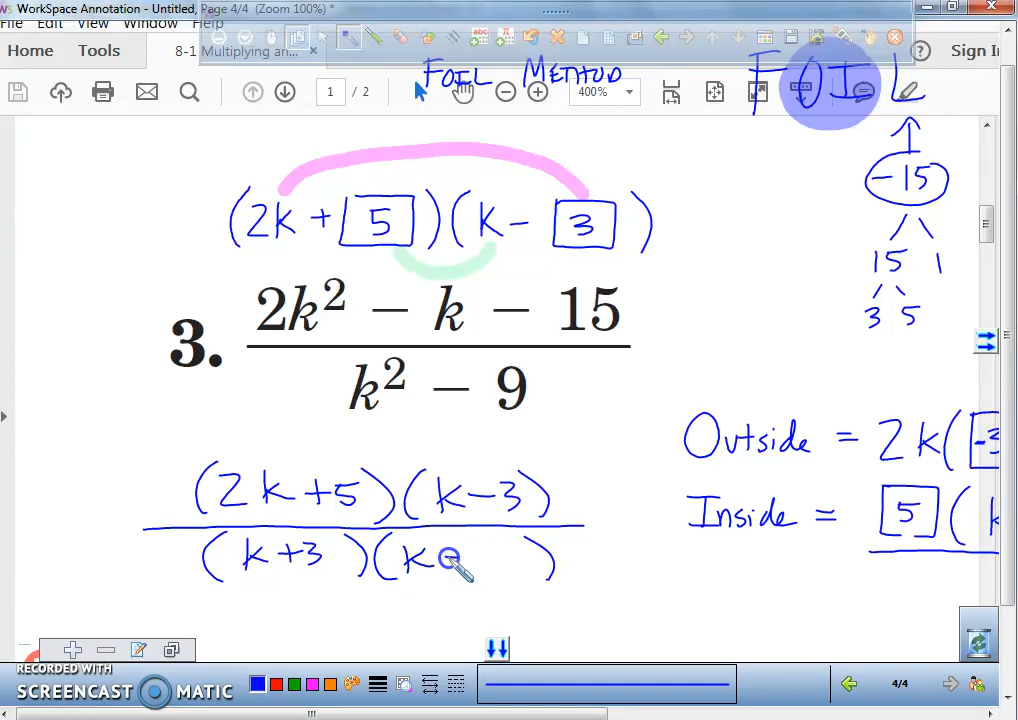 WorkSpace Annotation - Untitled, Page 4/4 (Zoom 100%) *
File Edit View Window Help
Home Tools 8-1 Multiplying an... × Sign In
1 / 2 400%
FOIL METHOD
FOIL
-15
15 1
3 5
(2k + 5)(k - 3)
3. 2k² − k − 15
k² − 9
Outside = 2k(-3
Inside = 5 (k
(2k+5)(k-3)
(k+3)(k )
RECORDED WITH
SCREENCAST MATIC
4/4